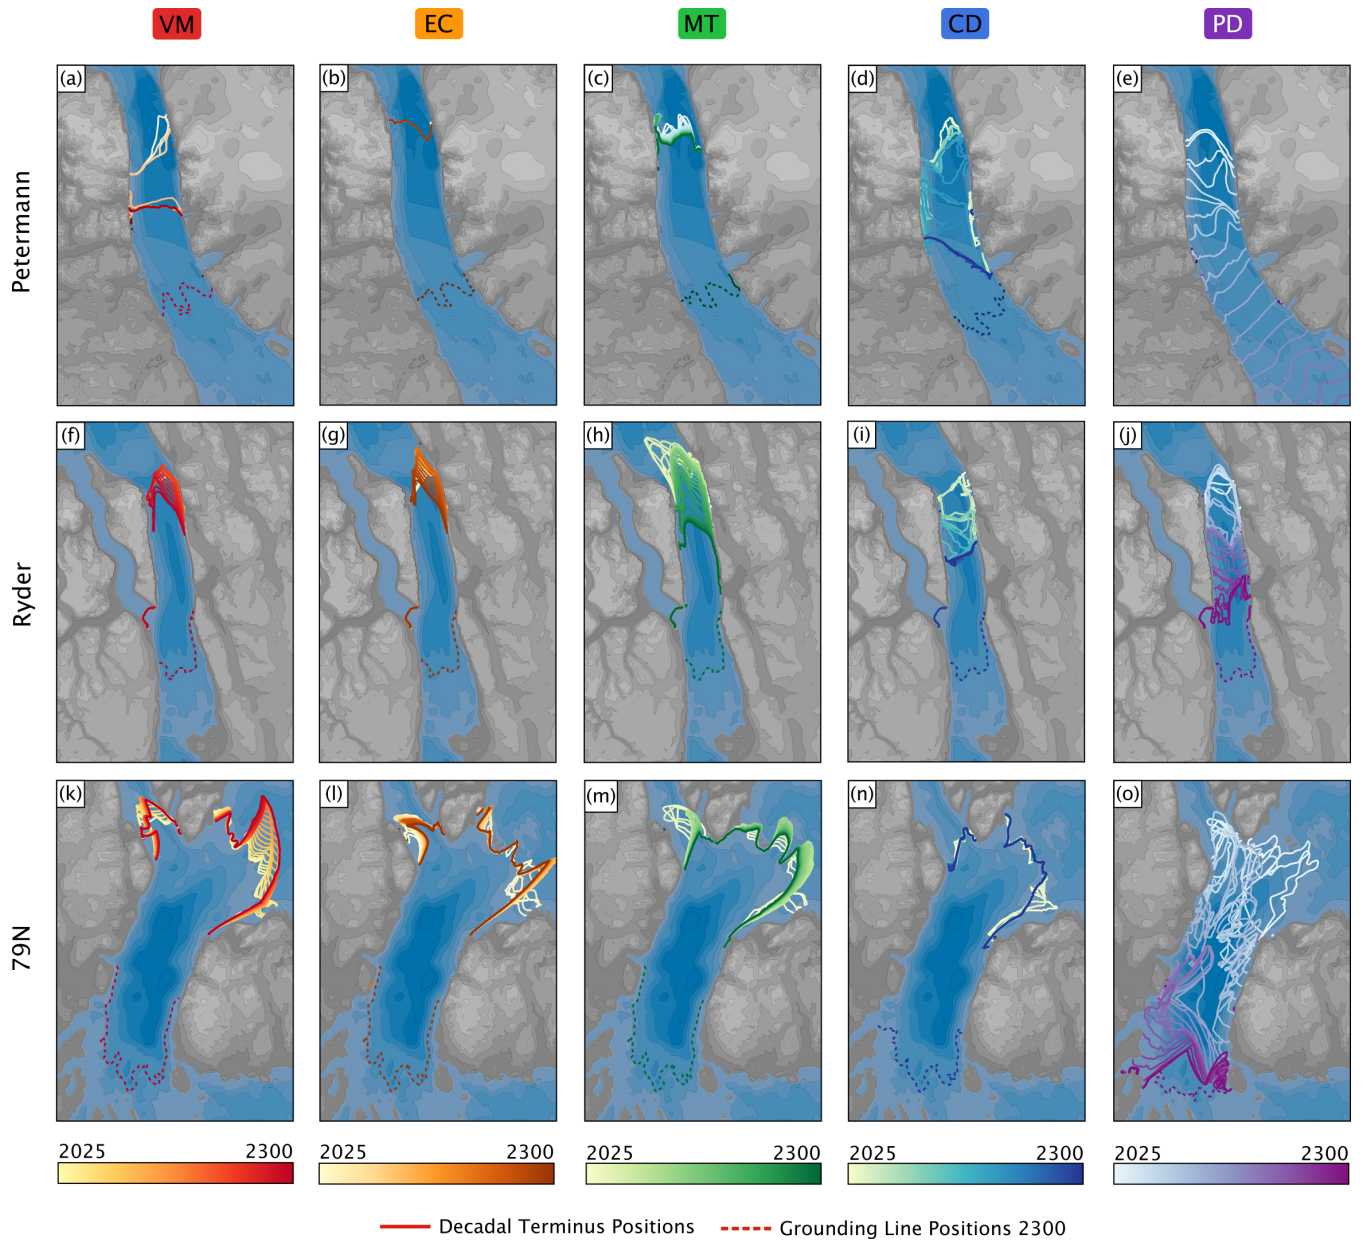 VM EC MT CD PD
Petermann
(a) (b) (c) (d) (e)
Ryder
(f) (g) (h) (i) (j)
79N
(k) (l) (m) (n) (o)
2025 2300 2025 2300 2025 2300 2025 2300 2025 2300
Decadal Terminus Positions Grounding Line Positions 2300